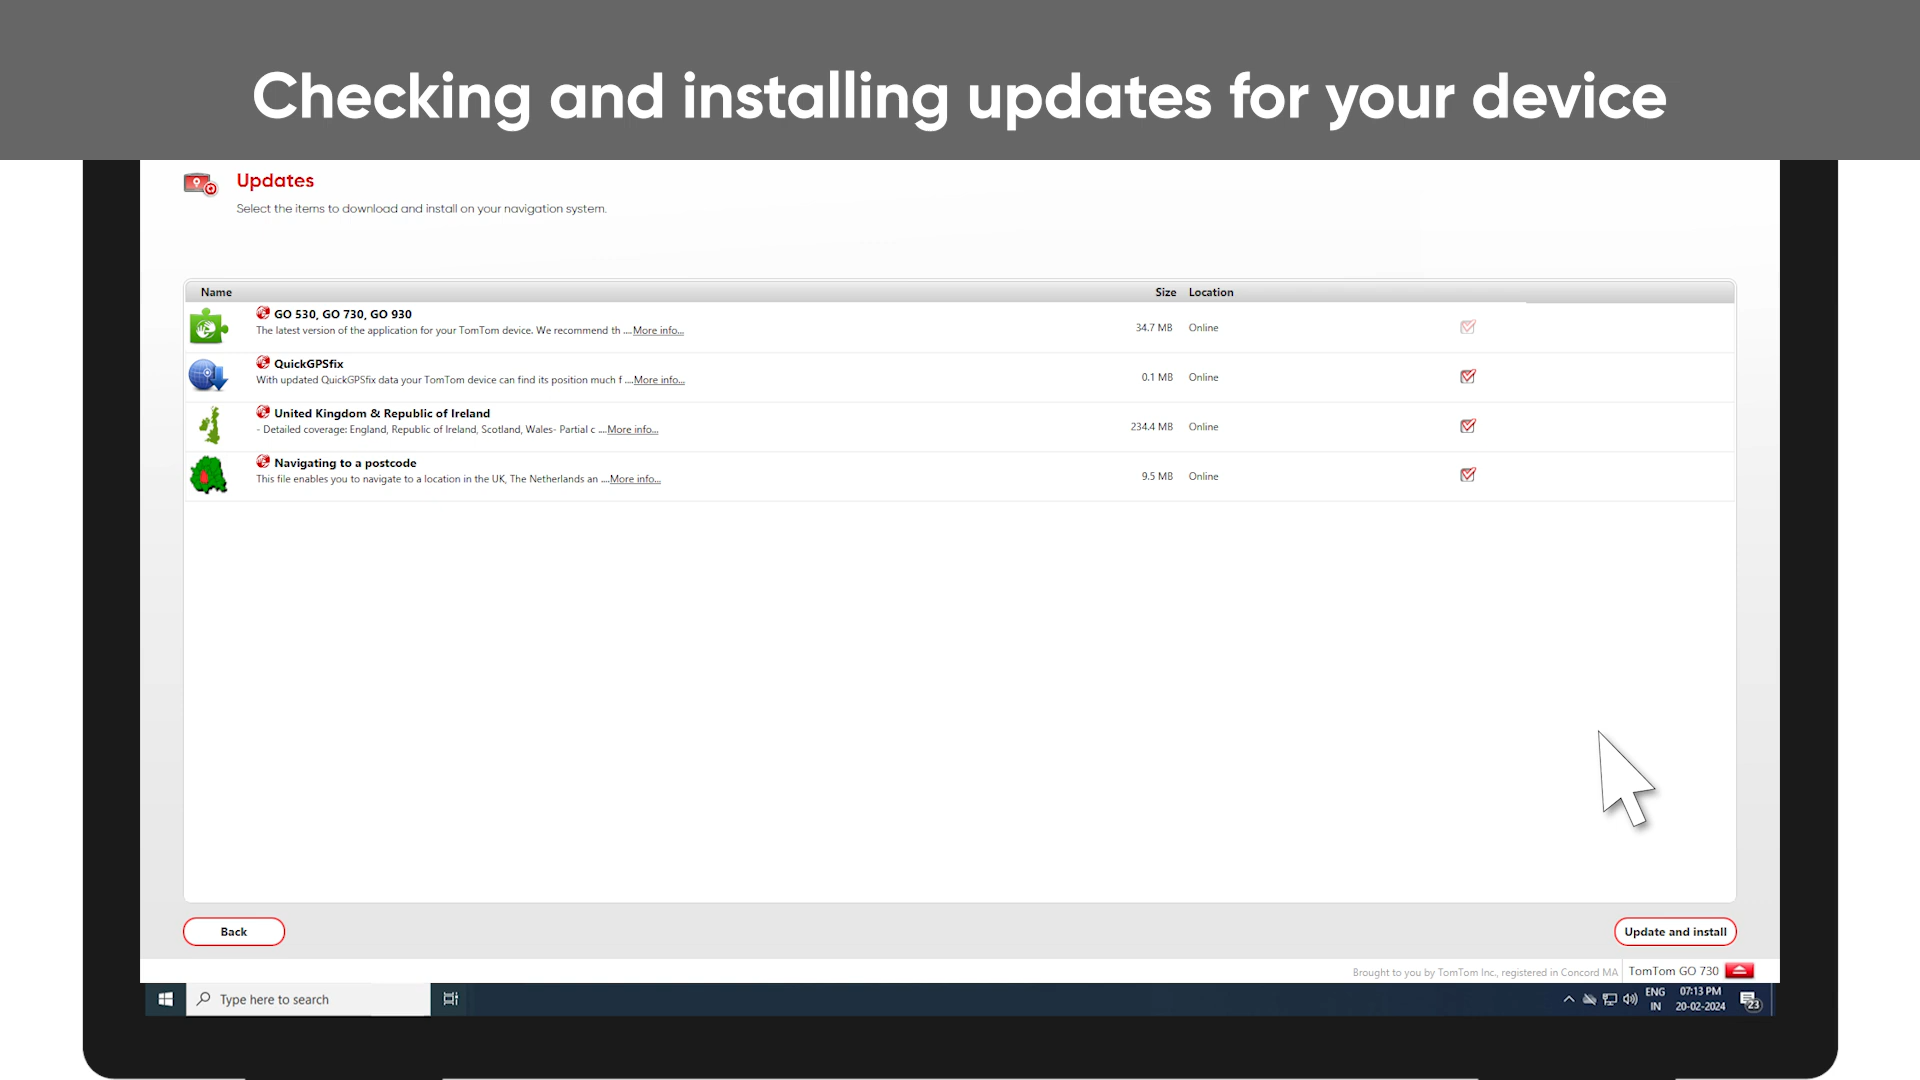 Checking and installing updates for your device
Updates
Select the items to download and install on your navigation system.
Name Size Location
GO 530, GO 730, GO 930
The latest version of the application for your TomTom device. We recommend th ....More info...
34.7 MB Online
QuickGPSfix
With updated QuickGPSfix data your TomTom device can find its position much f ....More info...
0.1 MB Online
United Kingdom & Republic of Ireland
- Detailed coverage: England, Republic of Ireland, Scotland, Wales- Partial c ....More info...
234.4 MB Online
Navigating to a postcode
This file enables you to navigate to a location in the UK, The Netherlands an ....More info...
9.5 MB Online
Back Update and install
Brought to you by TomTom Inc., registered in Concord MA TomTom GO 730
Type here to search
ENG 07:13 PM
IN 20-02-2024 23